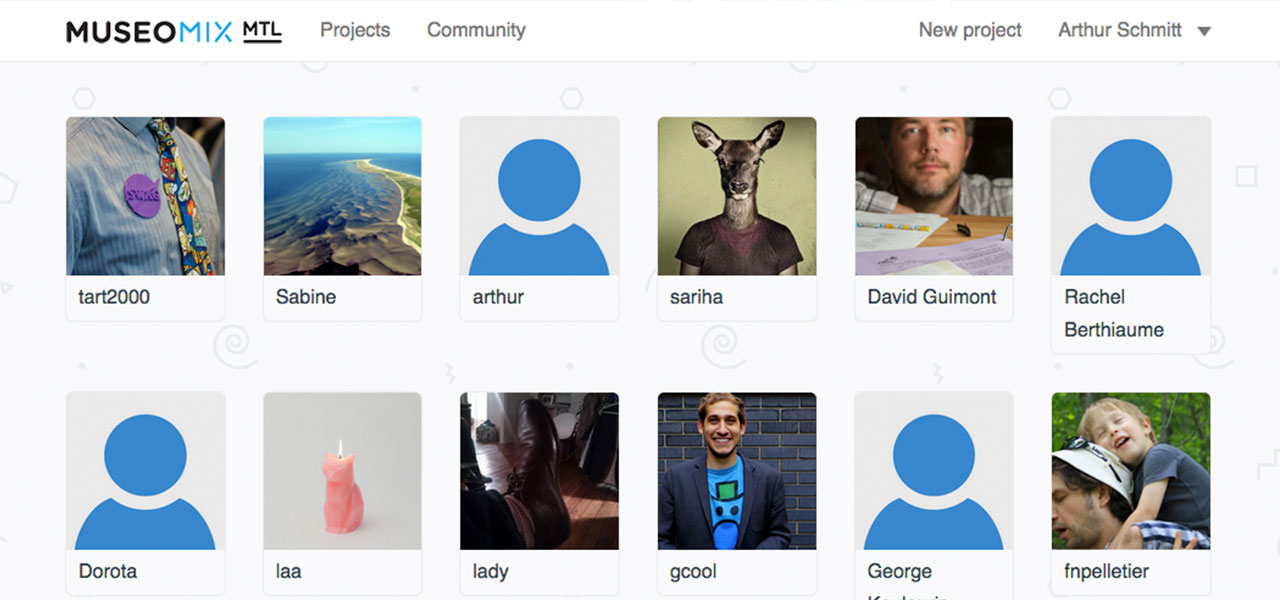 MUSEOMIX MTL Projects Community New project Arthur Schmitt
SWAG
tart2000 Sabine arthur sariha David Guimont Rachel
Berthiaume
Dorota laa lady gcool George fnpelletier